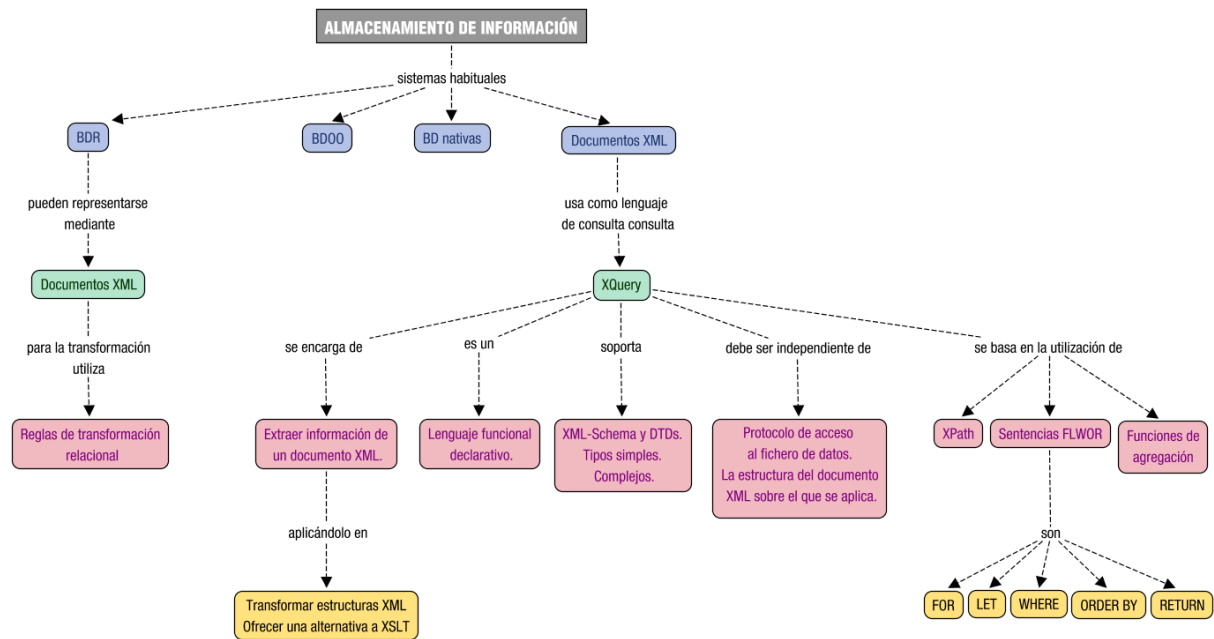 ALMACENAMIENTO DE INFORMACIÓN
sistemas habituales
BDR
BDOO
BD nativas
Documentos XML
pueden representarse
mediante
usa como lenguaje
de consulta consulta
Documentos XML
XQuery
para la transformación
utiliza
se encarga de
es un
soporta
debe ser independiente de
se basa en la utilización de
Reglas de transformación
relacional
Extraer información de
un documento XML.
Lenguaje funcional
declarativo.
XML-Schema y DTDs.
Tipos simples.
Complejos.
Protocolo de acceso
al fichero de datos.
La estructura del documento
XML sobre el que se aplica.
XPath
Sentencias FLWOR
Funciones de
agregación
aplicándolo en
son
Transformar estructuras XML
Ofrecer una alternativa a XSLT
FOR
LET
WHERE
ORDER BY
RETURN